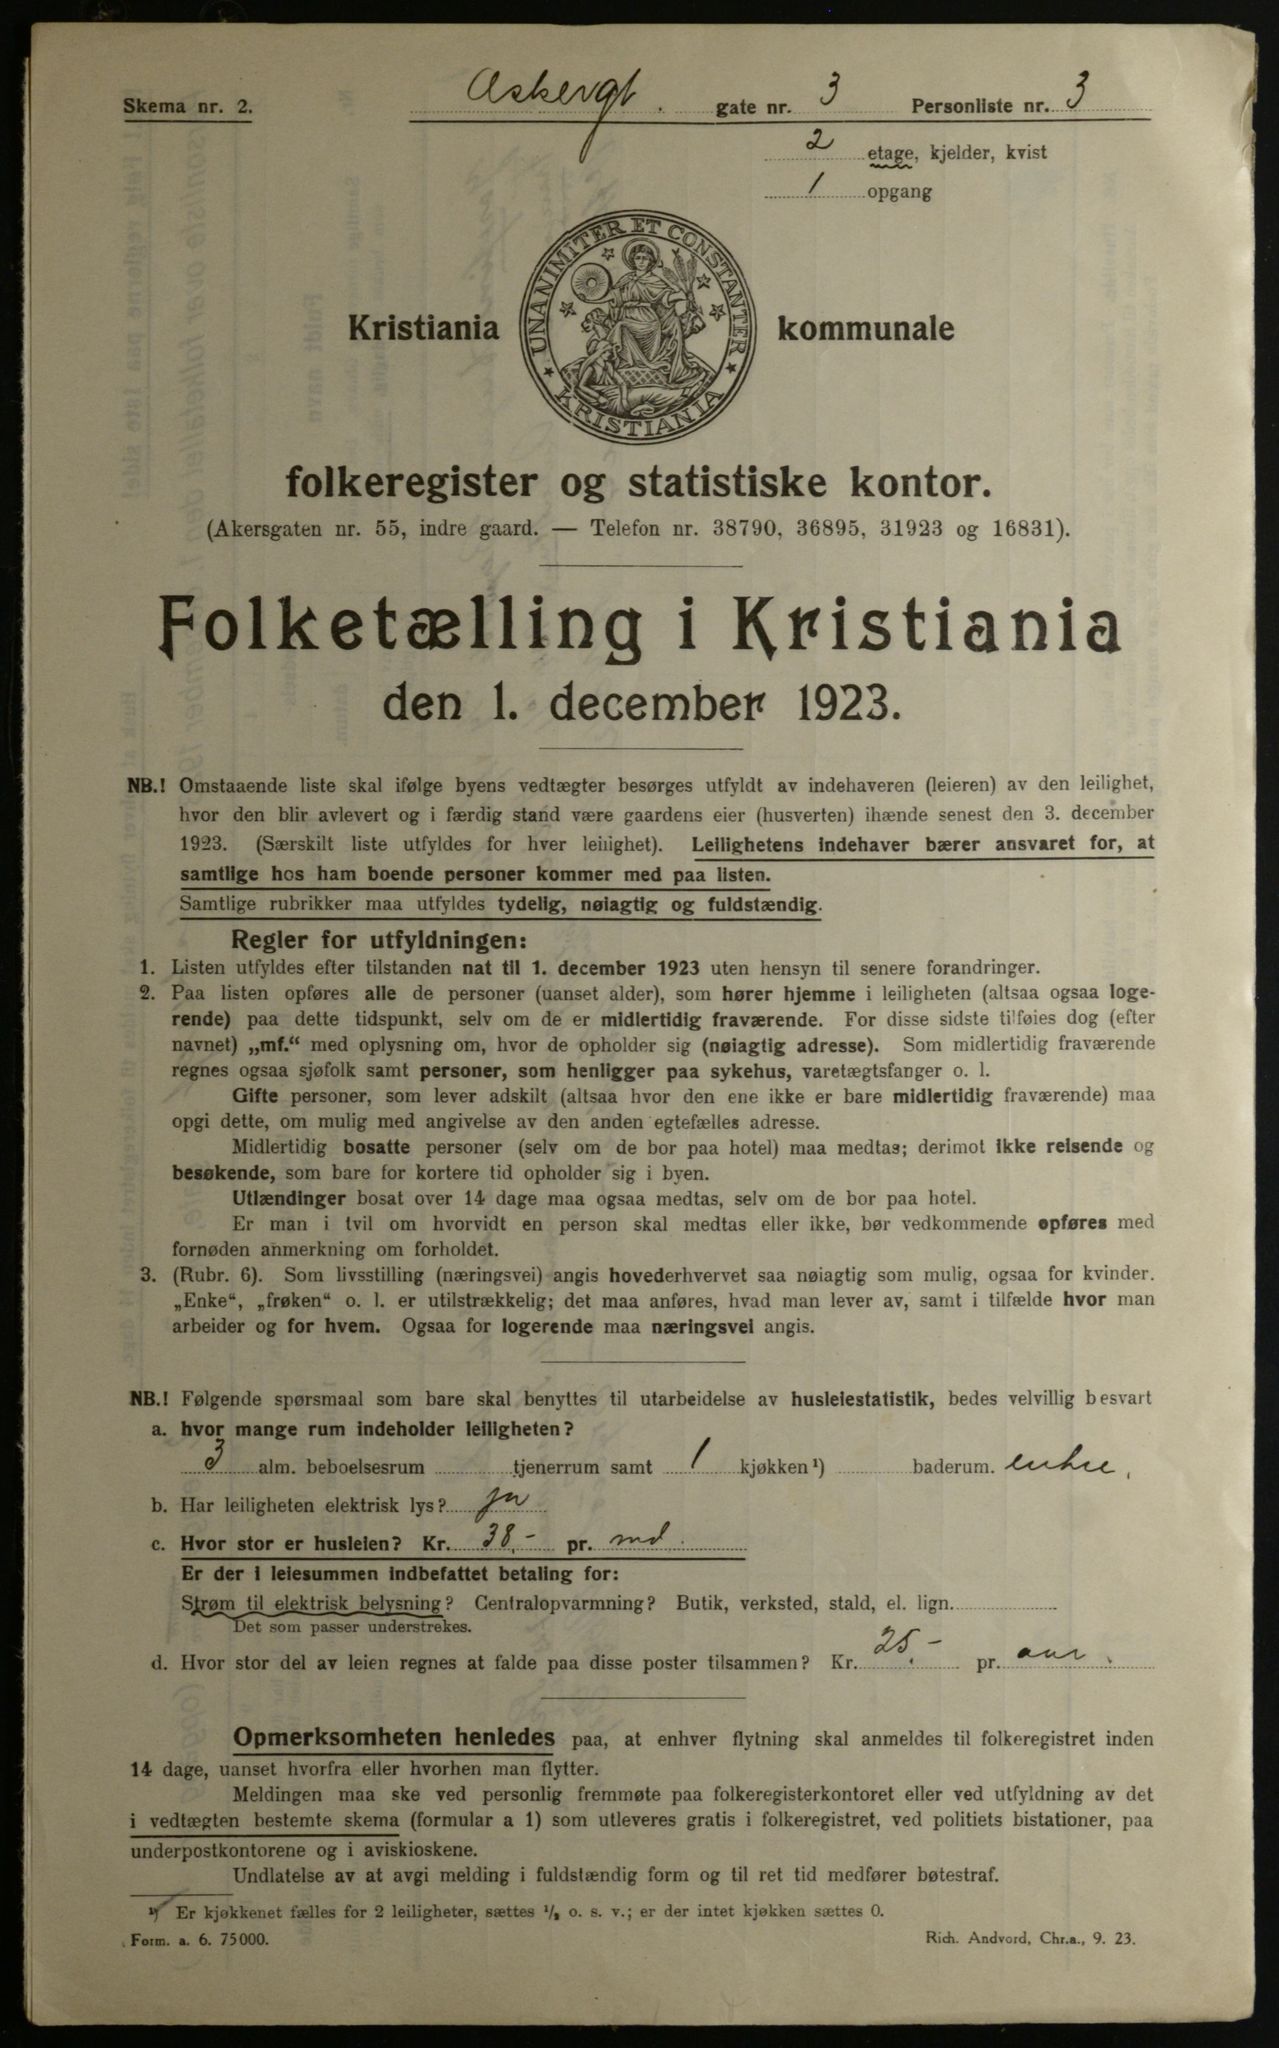 Skema nr. 2.
Askergt. gate nr. 3 Personliste nr. 3
2 etage, kjelder, kvist
1 opgang
UNANIMITER ET CONSTANTER
KRISTIANIA
Kristiania kommunale
folkeregister og statistiske kontor.
(Akersgaten nr. 55, indre gaard. — Telefon nr. 38790, 36895, 31923 og 16831).
Folketælling i Kristiania
den 1. december 1923.
NB.! Omstaaende liste skal ifølge byens vedtægter besørges utfyldt av indehaveren (leieren) av den leilighet,
hvor den blir avlevert og i færdig stand være gaardens eier (husverten) ihænde senest den 3. december
1923. (Særskilt liste utfyldes for hver leilighet). Leilighetens indehaver bærer ansvaret for, at
samtlige hos ham boende personer kommer med paa listen.
Samtlige rubrikker maa utfyldes tydelig, nøiagtig og fuldstændig.
Regler for utfyldningen:
1. Listen utfyldes efter tilstanden nat til 1. december 1923 uten hensyn til senere forandringer.
2. Paa listen opføres alle de personer (uanset alder), som hører hjemme i leiligheten (altsaa ogsaa loge-
rende) paa dette tidspunkt, selv om de er midlertidig fraværende. For disse sidste tilføies dog (efter
navnet) „mf.“ med oplysning om, hvor de opholder sig (nøiagtig adresse). Som midlertidig fraværende
regnes ogsaa sjøfolk samt personer, som henligger paa sykehus, varetægtsfanger o. l.
Gifte personer, som lever adskilt (altsaa hvor den ene ikke er bare midlertidig fraværende) maa
opgi dette, om mulig med angivelse av den anden egtefælles adresse.
Midlertidig bosatte personer (selv om de bor paa hotel) maa medtas; derimot ikke reisende og
besøkende, som bare for kortere tid opholder sig i byen.
Utlændinger bosat over 14 dage maa ogsaa medtas, selv om de bor paa hotel.
Er man i tvil om hvorvidt en person skal medtas eller ikke, bør vedkommende opføres med
fornøden anmerkning om forholdet.
3. (Rubr. 6). Som livsstilling (næringsvei) angis hovederhvervet saa nøiagtig som mulig, ogsaa for kvinder.
„Enke“, „frøken“ o. l. er utilstrækkelig; det maa anføres, hvad man lever av, samt i tilfælde hvor man
arbeider og for hvem. Ogsaa for logerende maa næringsvei angis.
NB.! Følgende spørsmaal som bare skal benyttes til utarbeidelse av husleiestatistik, bedes velvillig besvart
a. hvor mange rum indeholder leiligheten?
3 alm. beboelsesrum tjenerrum samt 1 kjøkken ¹) baderum.
b. Har leiligheten elektrisk lys? ja
c. Hvor stor er husleien? Kr. 38,- pr. md.
Er der i leiesummen indbefattet betaling for:
Strøm til elektrisk belysning? Centralopvarmning? Butik, verksted, stald, el. lign.
Det som passer understrekes.
d. Hvor stor del av leien regnes at falde paa disse poster tilsammen? Kr. 25.- pr. aar.
Opmerksomheten henledes paa, at enhver flytning skal anmeldes til folkeregistret inden
14 dage, uanset hvorfra eller hvorhen man flytter.
Meldingen maa ske ved personlig fremmøte paa folkeregisterkontoret eller ved utfyldning av det
i vedtægten bestemte skema (formular a 1) som utleveres gratis i folkeregistret, ved politiets bistationer, paa
underpostkontorene og i aviskioskene.
Undlatelse av at avgi melding i fuldstændig form og til ret tid medfører bøtestraf.
¹) Er kjøkkenet fælles for 2 leiligheter, sættes ½ o. s. v.; er der intet kjøkken sættes 0.
Form. a. 6. 75000. Rich. Andvord, Chr.a., 9. 23.